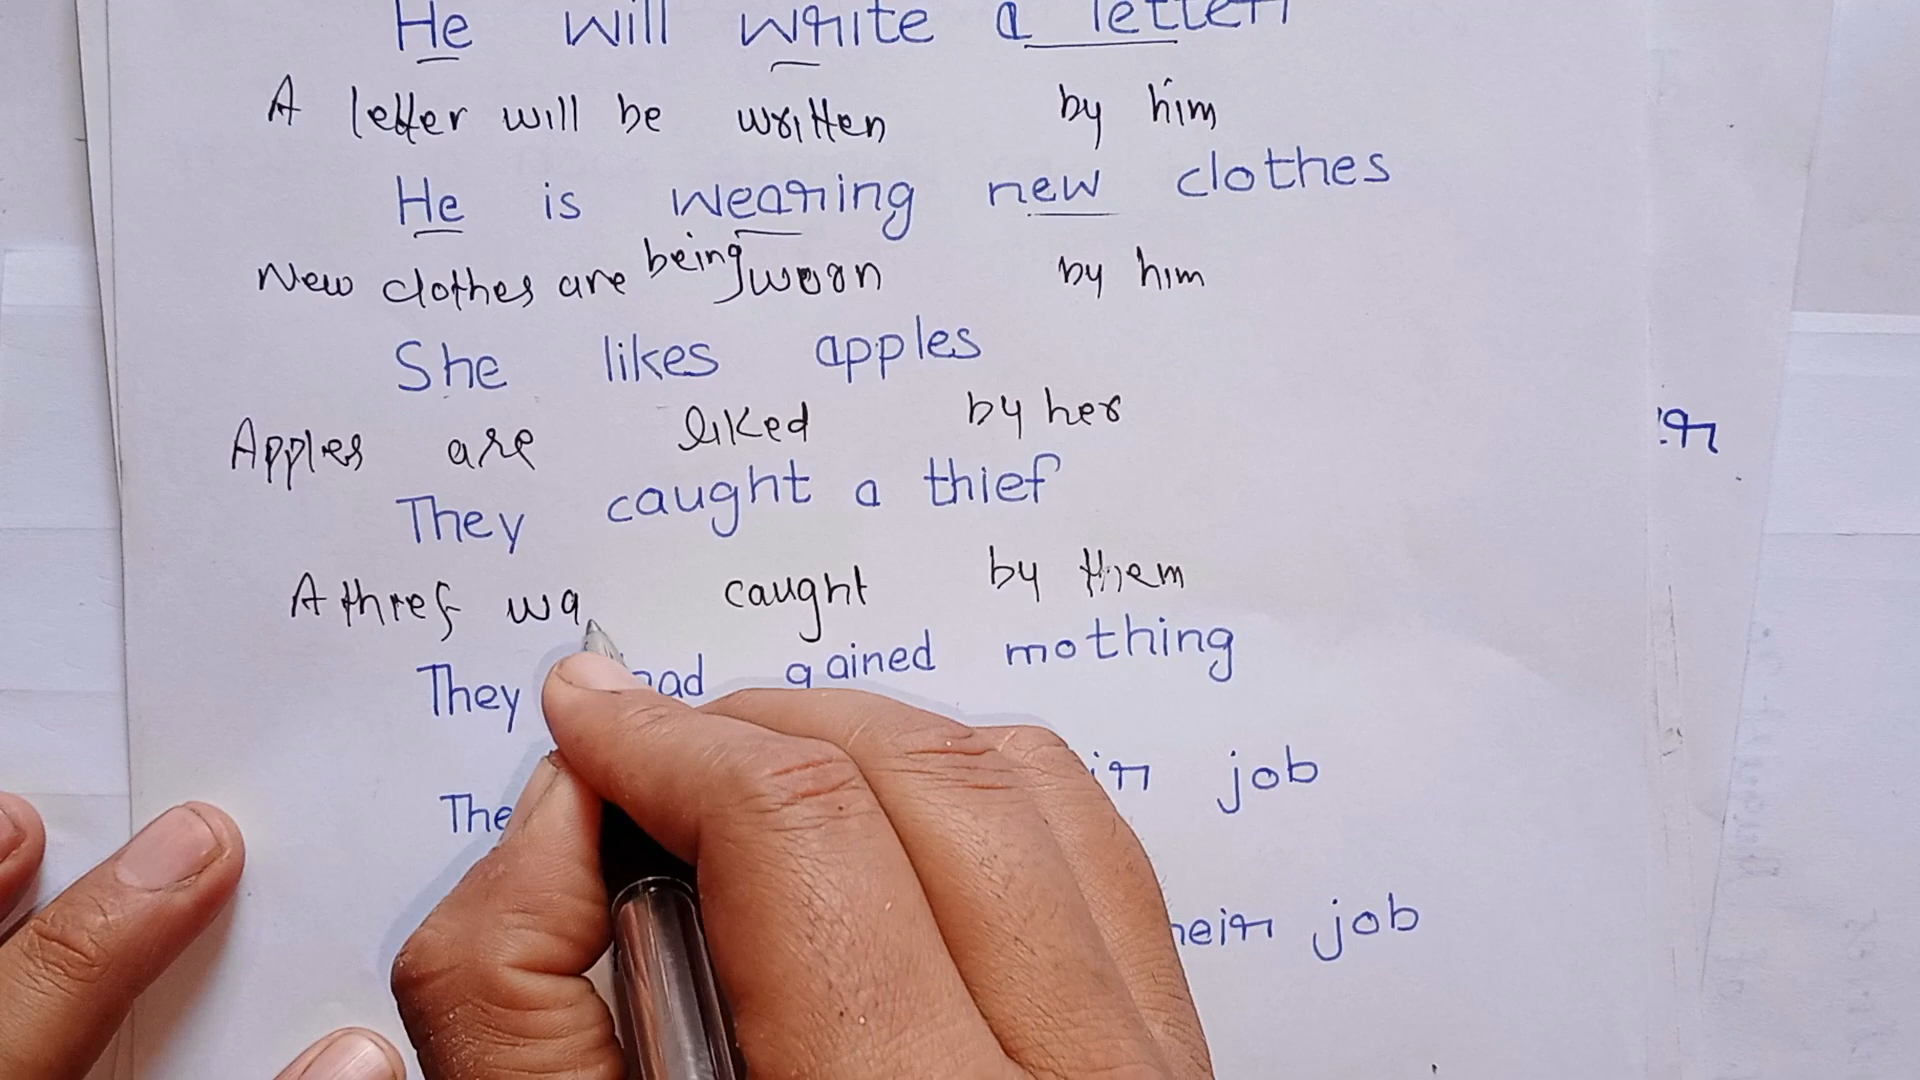 He will write a letter
A letter will be written by him
He is wearing new clothes
New clothes are being worn by him
She likes apples
Apples are liked by her
They caught a thief
A thief wa caught by them
They had gained mothing
The job
their job